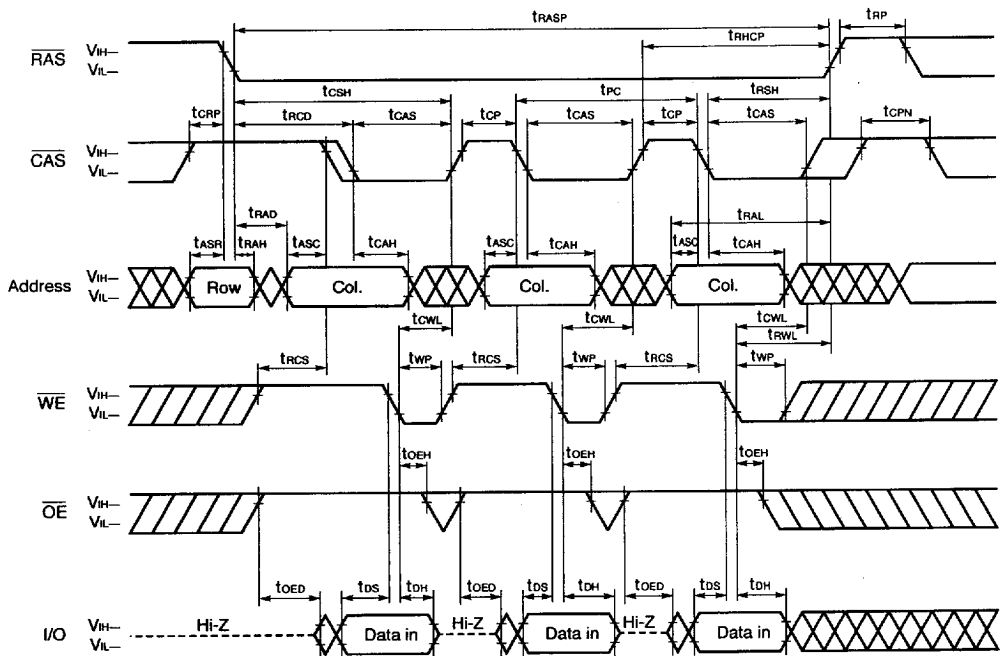 tRASP tRP
tRHCP
RAS VIH—
VIL—
tCSH tPC tRSH
tCRP tRCD tCAS tCP tCAS tCP tCAS tCPN
CAS VIH—
VIL—
tRAD tRAL
tASR tRAH tASC tCAH tASC tCAH tASC tCAH
Address VIH—
VIL—
Row Col. Col. Col.
tCWL tCWL tCWL
tRWL
tRCS tWP tRCS tWP tRCS tWP
WE VIH—
VIL—
tOEH tOEH tOEH
OE VIH—
VIL—
tOED tDS tDH tOED tDS tDH tOED tDS tDH
I/O VIH—
VIL—
Hi-Z Data in Hi-Z Data in Hi-Z Data in